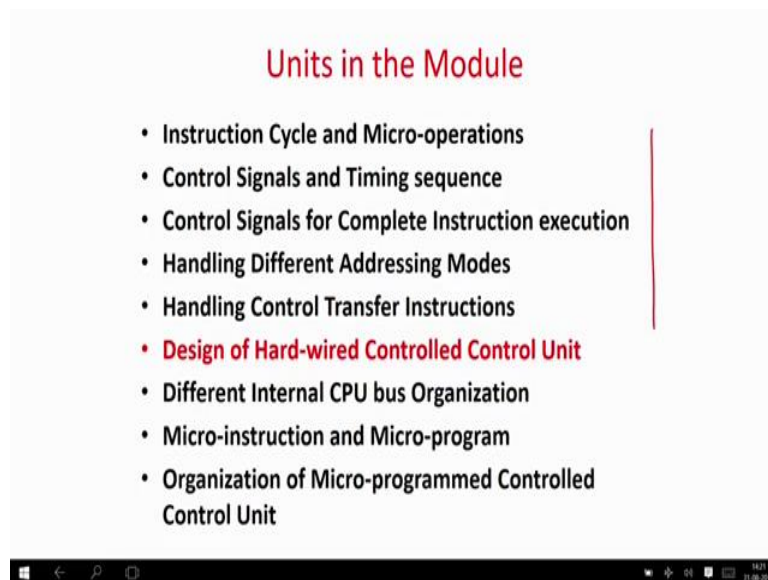 Units in the Module
• Instruction Cycle and Micro-operations
• Control Signals and Timing sequence
• Control Signals for Complete Instruction execution
• Handling Different Addressing Modes
• Handling Control Transfer Instructions
• Design of Hard-wired Controlled Control Unit
• Different Internal CPU bus Organization
• Micro-instruction and Micro-program
• Organization of Micro-programmed Controlled
Control Unit
14:21